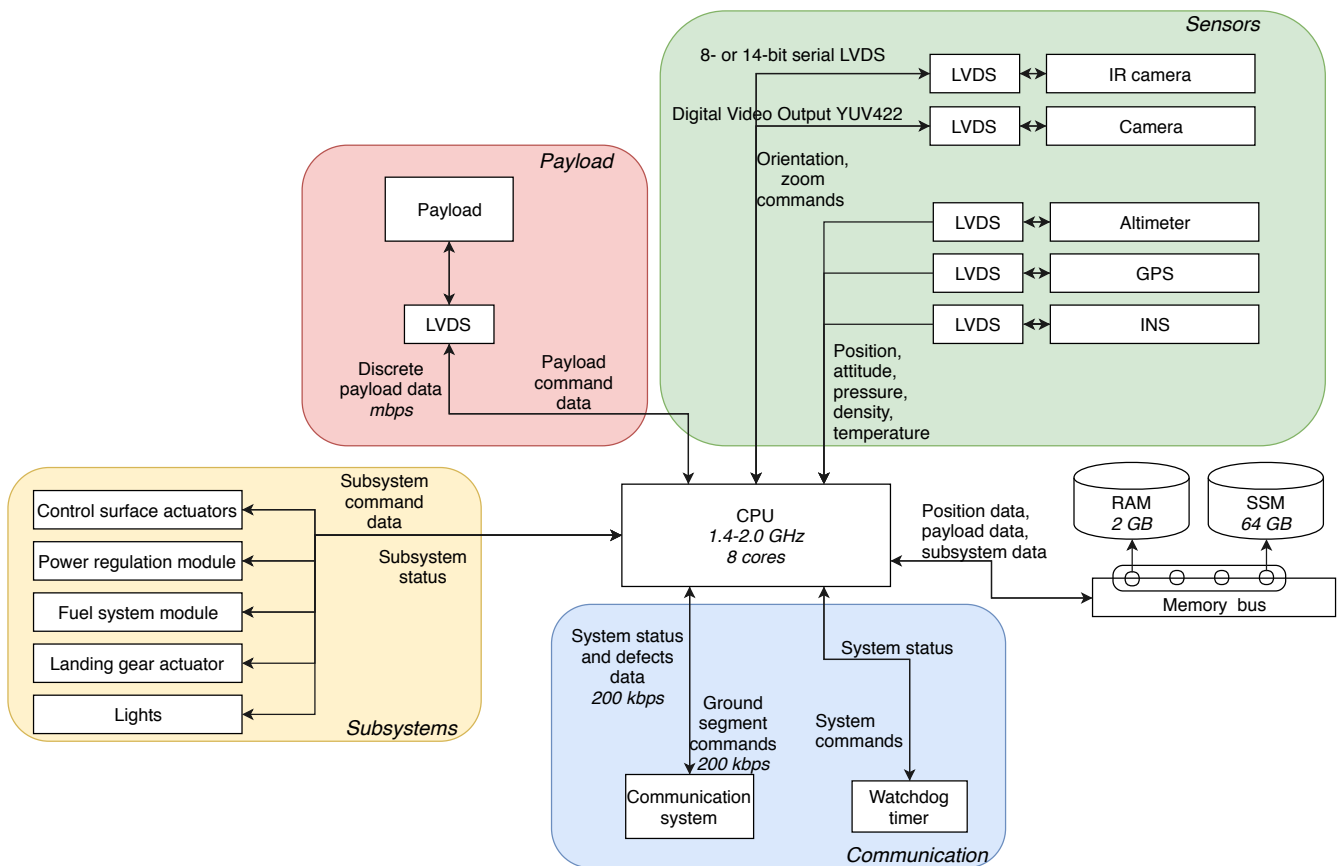 Sensors
8- or 14-bit serial LVDS
LVDS
IR camera
Digital Video Output YUV422
LVDS
Camera
Orientation,
zoom
commands
LVDS
Altimeter
LVDS
GPS
LVDS
INS
Position,
attitude,
pressure,
density,
temperature
Payload
Payload
LVDS
Discrete
payload data
mbps
Payload
command
data
Subsystem
command
data
Subsystem
status
Control surface actuators
Power regulation module
Fuel system module
Landing gear actuator
Lights
Subsystems
CPU
1.4-2.0 GHz
8 cores
Position data,
payload data,
subsystem data
RAM
2 GB
SSM
64 GB
Memory bus
System status
and defects
data
200 kbps
Ground
segment
commands
200 kbps
System status
System
commands
Communication
system
Watchdog
timer
Communication